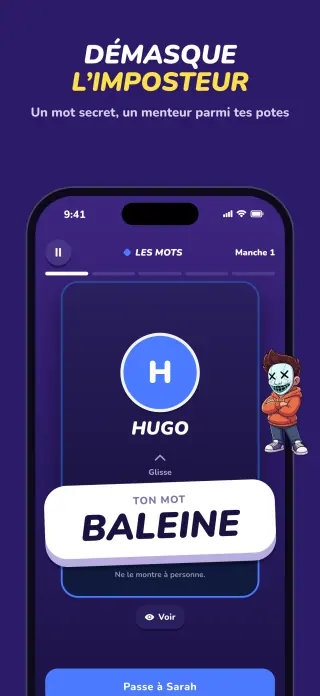 DÉMASQUE
L'IMPOSTEUR
Un mot secret, un menteur parmi tes potes
9:41
LES MOTS
Manche 1
H
HUGO
Glisse
TON MOT
BALEINE
Ne le montre à personne.
Voir
Passe à Sarah